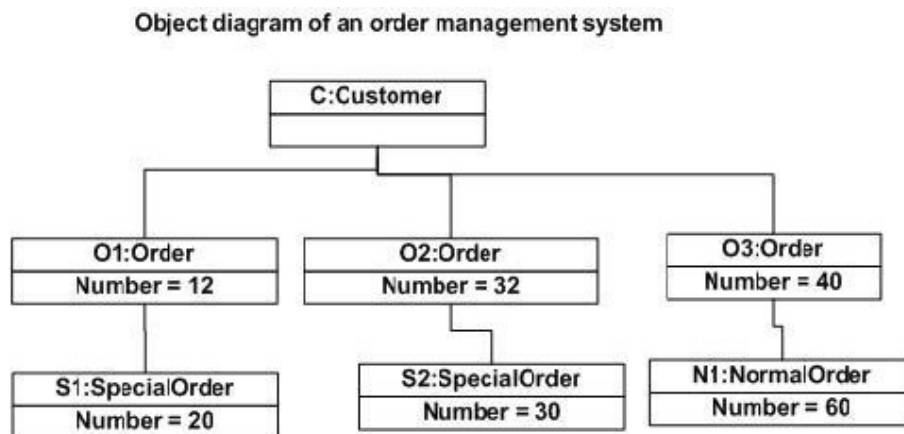 Object diagram of an order management system
C:Customer
O1:Order
Number = 12
O2:Order
Number = 32
O3:Order
Number = 40
S1:SpecialOrder
Number = 20
S2:SpecialOrder
Number = 30
N1:NormalOrder
Number = 60